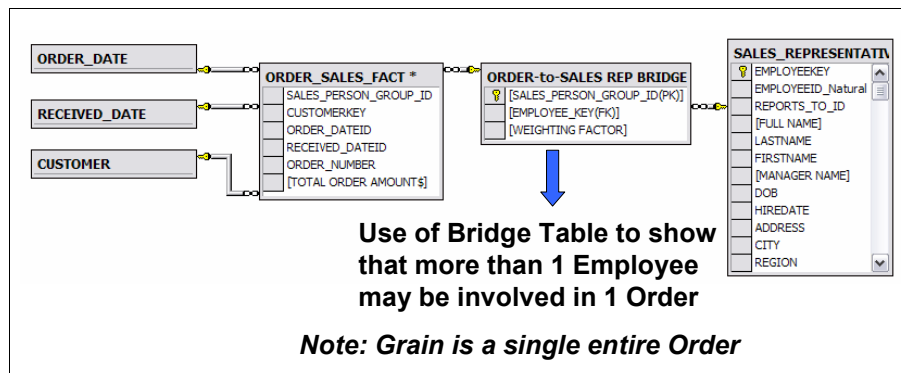 ORDER_DATE
RECEIVED_DATE
CUSTOMER
ORDER_SALES_FACT *
SALES_PERSON_GROUP_ID
CUSTOMERKEY
ORDER_DATEID
RECEIVED_DATEID
ORDER_NUMBER
[TOTAL ORDER AMOUNT$]
ORDER-to-SALES REP BRIDGE
[SALES_PERSON_GROUP_ID(PK)]
[EMPLOYEE_KEY(FK)]
[WEIGHTING FACTOR]
SALES_REPRESENTATIV
EMPLOYEEKEY
EMPLOYEEID_Natural
REPORTS_TO_ID
[FULL NAME]
LASTNAME
FIRSTNAME
[MANAGER NAME]
DOB
HIREDATE
ADDRESS
CITY
REGION
Use of Bridge Table to show
that more than 1 Employee
may be involved in 1 Order
Note: Grain is a single entire Order